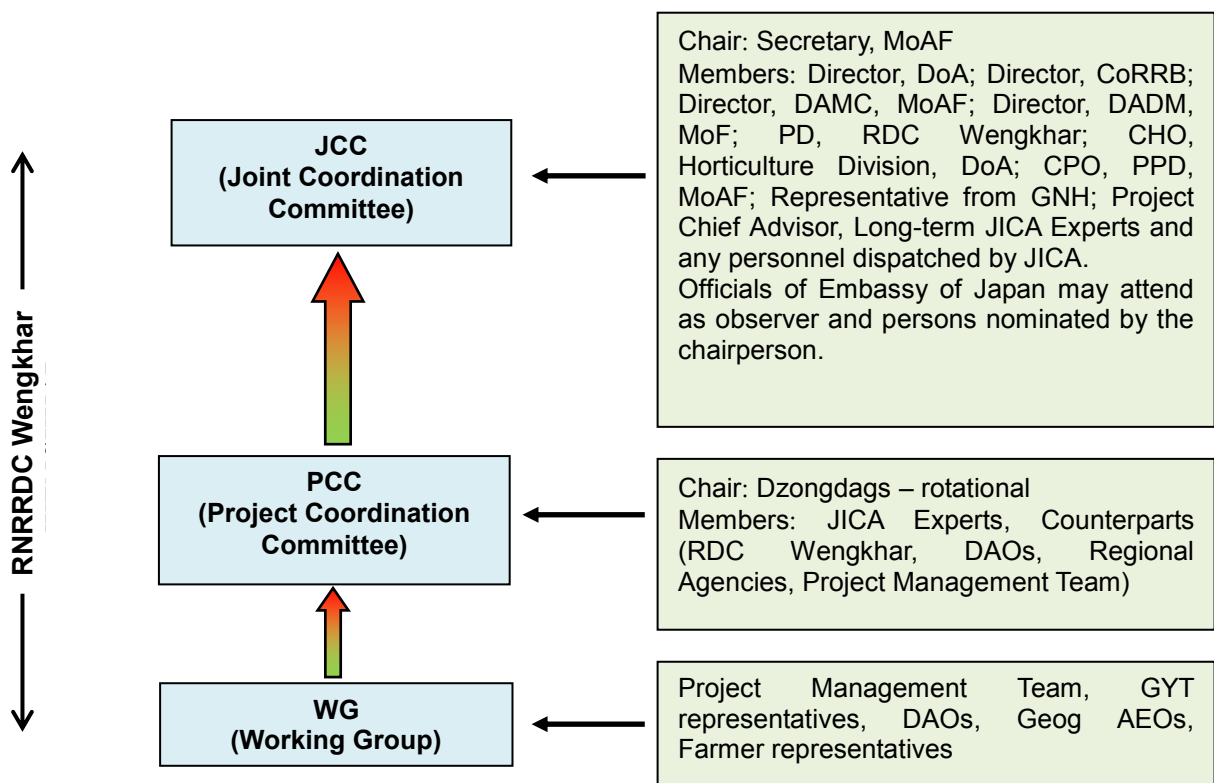 Chair: Secretary, MoAF
Members: Director, DoA; Director, CoRRB;
Director, DAMC, MoAF; Director, DADM,
MoF; PD, RDC Wengkhar; CHO,
Horticulture Division, DoA; CPO, PPD,
MoAF; Representative from GNH; Project
Chief Advisor, Long-term JICA Experts and
any personnel dispatched by JICA.
Officials of Embassy of Japan may attend
as observer and persons nominated by the
chairperson.
JCC
(Joint Coordination
Committee)
RNRRDC Wengkhar
PCC
(Project Coordination
Committee)
Chair: Dzongdags – rotational
Members: JICA Experts, Counterparts
(RDC Wengkhar, DAOs, Regional
Agencies, Project Management Team)
WG
(Working Group)
Project Management Team, GYT
representatives, DAOs, Geog AEOs,
Farmer representatives